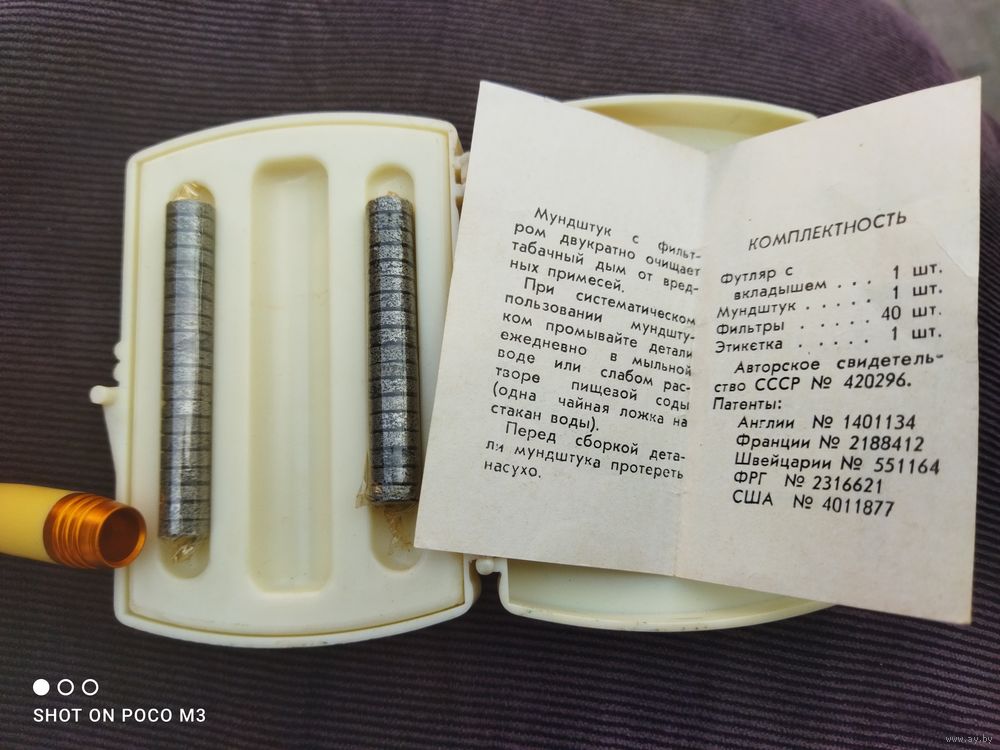 Мундштук с фильт-
ром двукратно очищает
табачный дым от вред-
ных примесей.
При систематическом
пользовании мундшту-
ком промывайте детали
ежедневно в мыльной
воде или слабом рас-
творе пищевой соды
(одна чайная ложка на
стакан воды).
Перед сборкой дета-
ли мундштука протереть
насухо.
КОМПЛЕКТНОСТЬ
Футляр с
вкладышем . . . 1 шт.
Мундштук . . . . . 1 шт.
Фильтры . . . . . 40 шт.
Этикетка . . . . . 1 шт.
Авторское свидетель-
ство СССР № 420296.
Патенты:
Англии № 1401134
Франции № 2188412
Швейцарии № 551164
ФРГ № 2316621
США № 4011877
SHOT ON POCO M3
www.ay.by